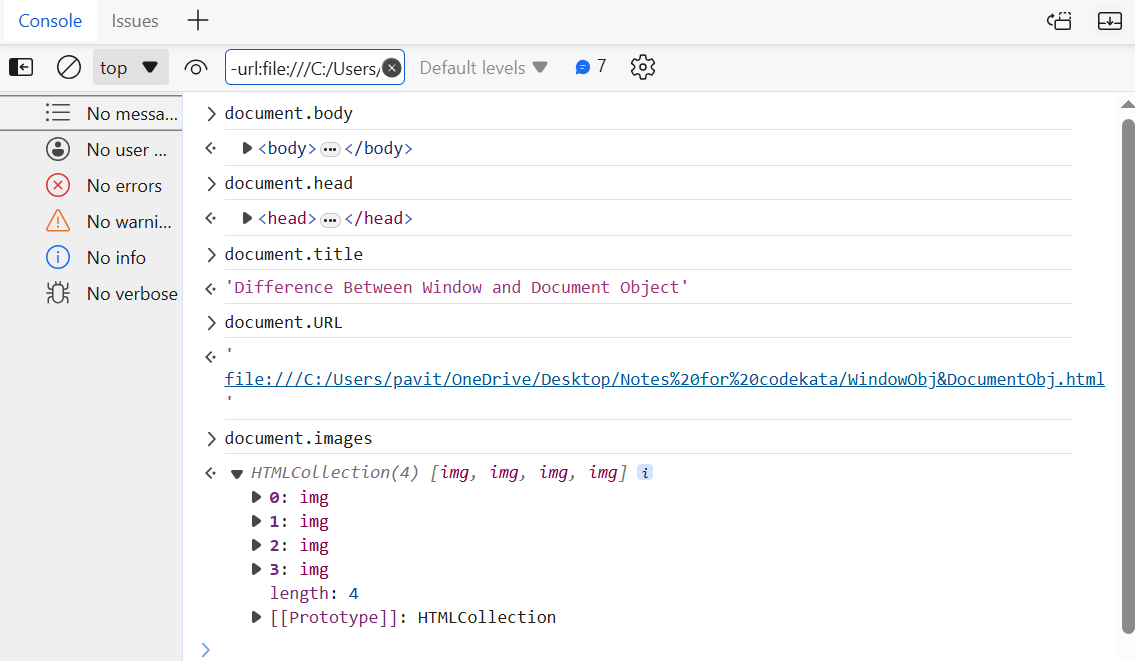 Console Issues
top -url:file:///C:/Users/ Default levels 7
No messa...
No user ...
No errors
No warni...
No info
No verbose
document.body
<body>…</body>
document.head
<head>…</head>
document.title
'Difference Between Window and Document Object'
document.URL
'
file:///C:/Users/pavit/OneDrive/Desktop/Notes%20for%20codekata/WindowObj&DocumentObj.html
'
document.images
HTMLCollection(4) [img, img, img, img] i
0: img
1: img
2: img
3: img
length: 4
[[Prototype]]: HTMLCollection